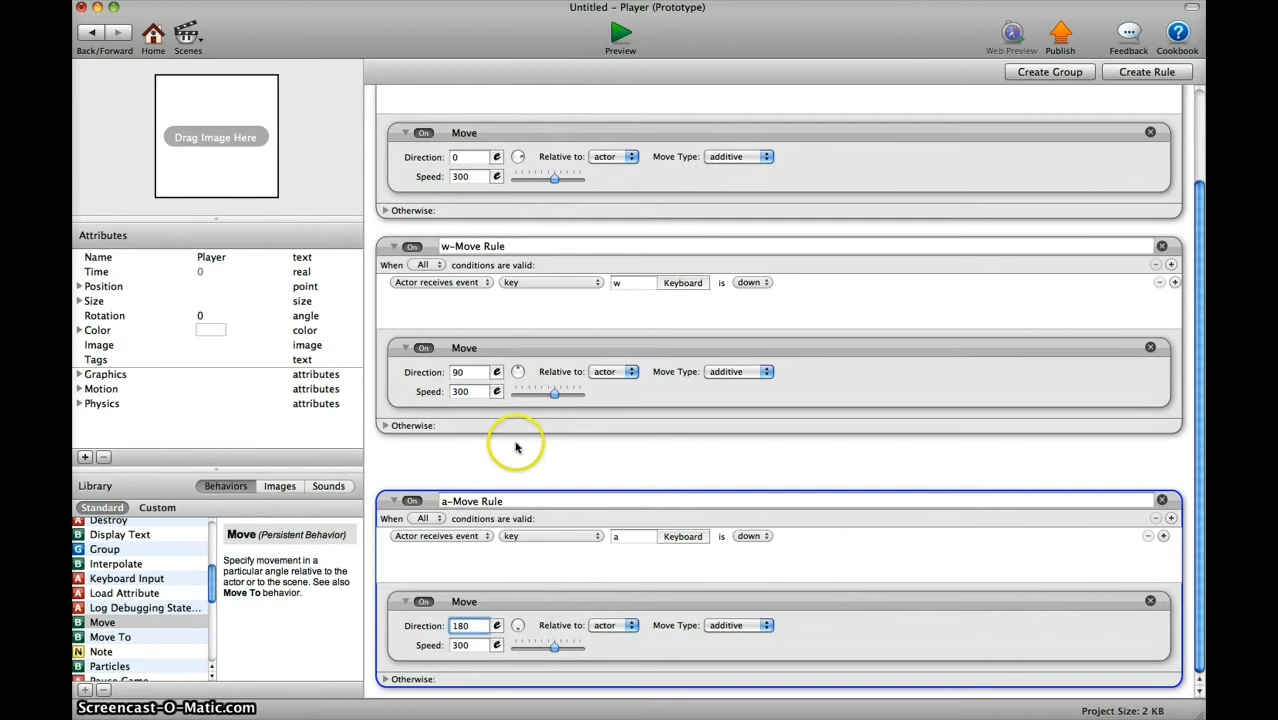 Untitled – Player (Prototype)
Back/Forward
Home
Scenes
Preview
Web Preview
Publish
Feedback
Cookbook
Create Group
Create Rule
Drag Image Here
Attributes
Name Player text
Time 0 real
Position point
Size size
Rotation 0 angle
Color color
Image image
Tags text
Graphics attributes
Motion attributes
Physics attributes
Library Behaviors Images Sounds
Standard Custom
Destroy
Display Text
Group
Interpolate
Keyboard Input
Load Attribute
Log Debugging State...
Move
Move To
Note
Particles
Pause Game
Move (Persistent Behavior)
Specify movement in a
particular angle relative to the
actor or to the scene. See also
Move To behavior.
On Move
Direction: 0 e Relative to: actor Move Type: additive
Speed: 300 e
Otherwise:
On w-Move Rule
When All conditions are valid:
Actor receives event key w Keyboard is down
On Move
Direction: 90 e Relative to: actor Move Type: additive
Speed: 300 e
Otherwise:
On a-Move Rule
When All conditions are valid:
Actor receives event key a Keyboard is down
On Move
Direction: 180 e Relative to: actor Move Type: additive
Speed: 300 e
Otherwise:
Screencast-O-Matic.com
Project Size: 2 KB